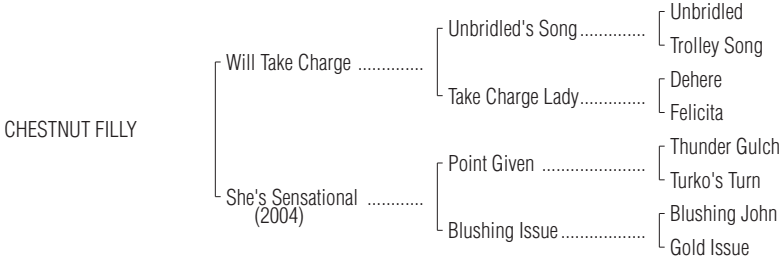 Unbridled
Unbridled's Song..............
Trolley Song
Will Take Charge ..............
Dehere
Take Charge Lady..............
Felicita
CHESTNUT FILLY
Thunder Gulch
Point Given ......................
Turko's Turn
She's Sensational ............
(2004)
Blushing John
Blushing Issue..................
Gold Issue